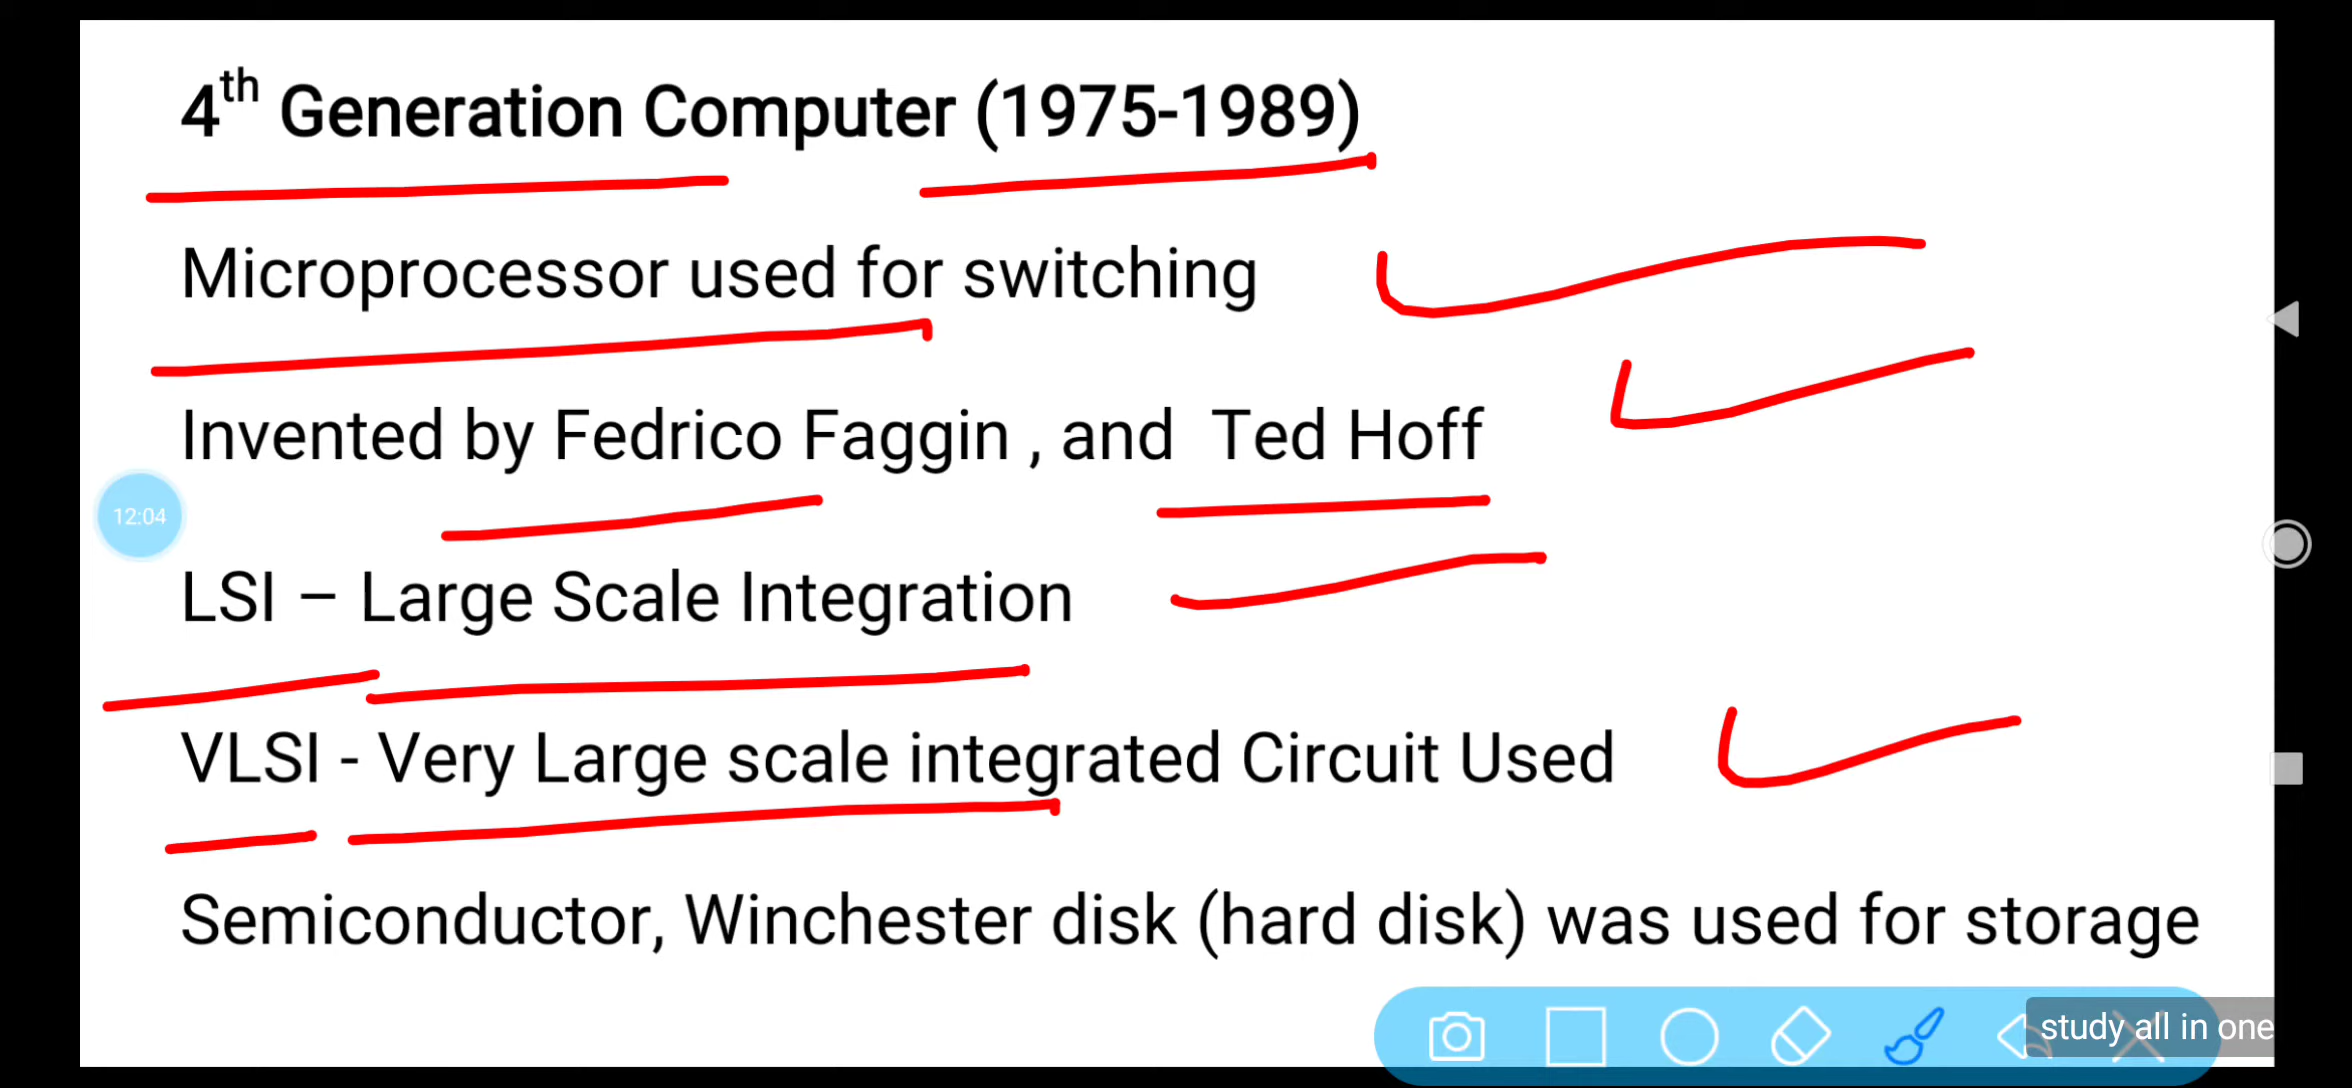 4th Generation Computer (1975-1989)
Microprocessor used for switching
Invented by Fedrico Faggin , and Ted Hoff
12:04
LSI – Large Scale Integration
VLSI - Very Large scale integrated Circuit Used
Semiconductor, Winchester disk (hard disk) was used for storage
study all in one